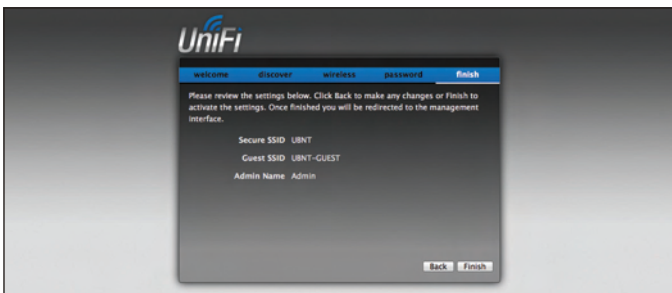 UniFi
welcome discover wireless password finish
Please review the settings below. Click Back to make any changes or Finish to
activate the settings. Once finished you will be redirected to the management
interface.
Secure SSID UBNT
Guest SSID UBNT-GUEST
Admin Name Admin
Back Finish